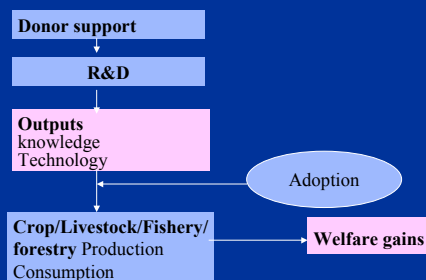 Donor support
R&D
Outputs
knowledge
Technology
Adoption
Crop/Livestock/Fishery/
forestry Production
Consumption
Welfare gains